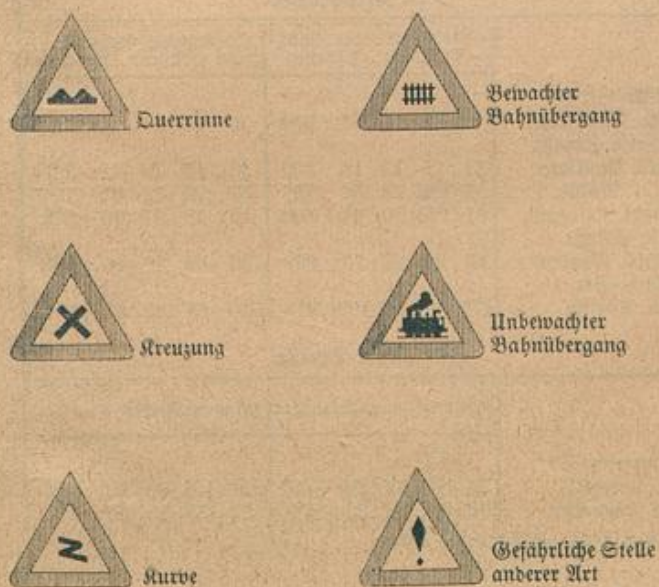 Querrinne
Bewachter
Bahnübergang
Kreuzung
Unbewachter
Bahnübergang
Kurve
Gefährliche Stelle
anderer Art